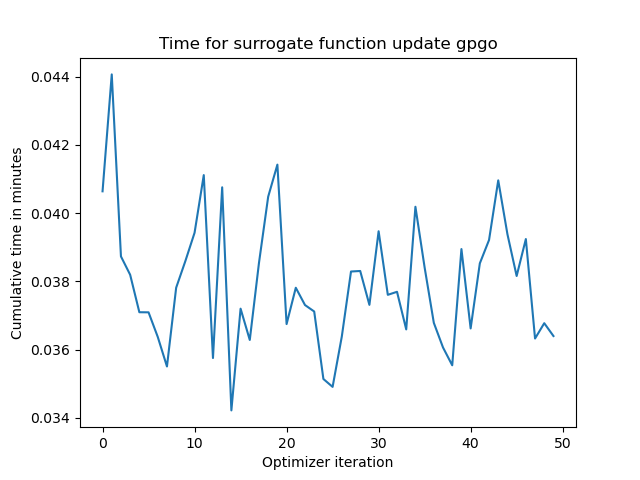 Time for surrogate function update gpgo
Cumulative time in minutes
0.044
0.042
0.040
0.038
0.036
0.034
0 10 20 30 40 50
Optimizer iteration